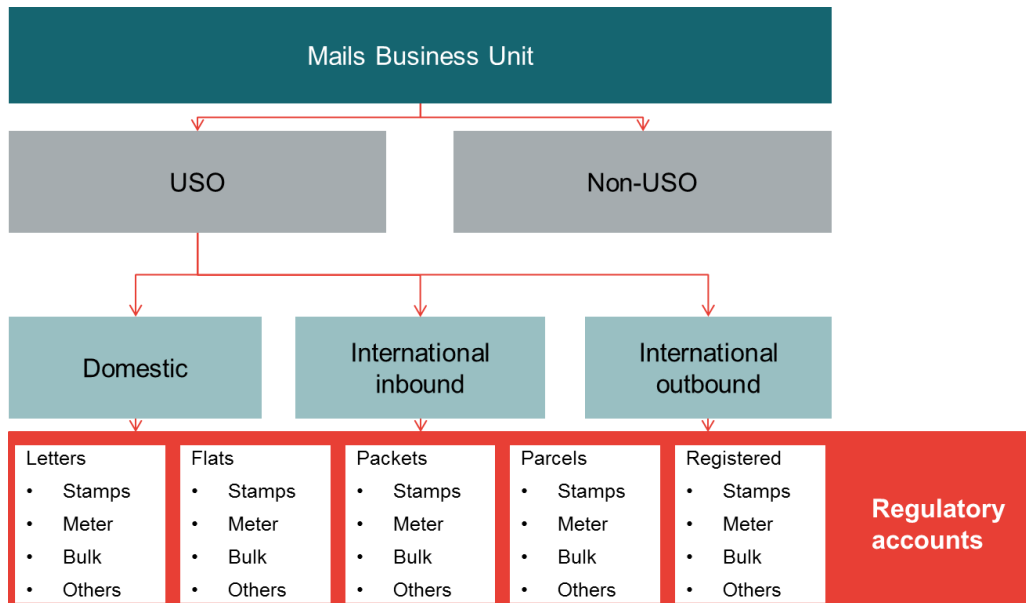 Mails Business Unit
USO
Non-USO
Domestic
International
inbound
International
outbound
Letters
• Stamps
• Meter
• Bulk
• Others
Flats
• Stamps
• Meter
• Bulk
• Others
Packets
• Stamps
• Meter
• Bulk
• Others
Parcels
• Stamps
• Meter
• Bulk
• Others
Registered
• Stamps
• Meter
• Bulk
• Others
Regulatory
accounts